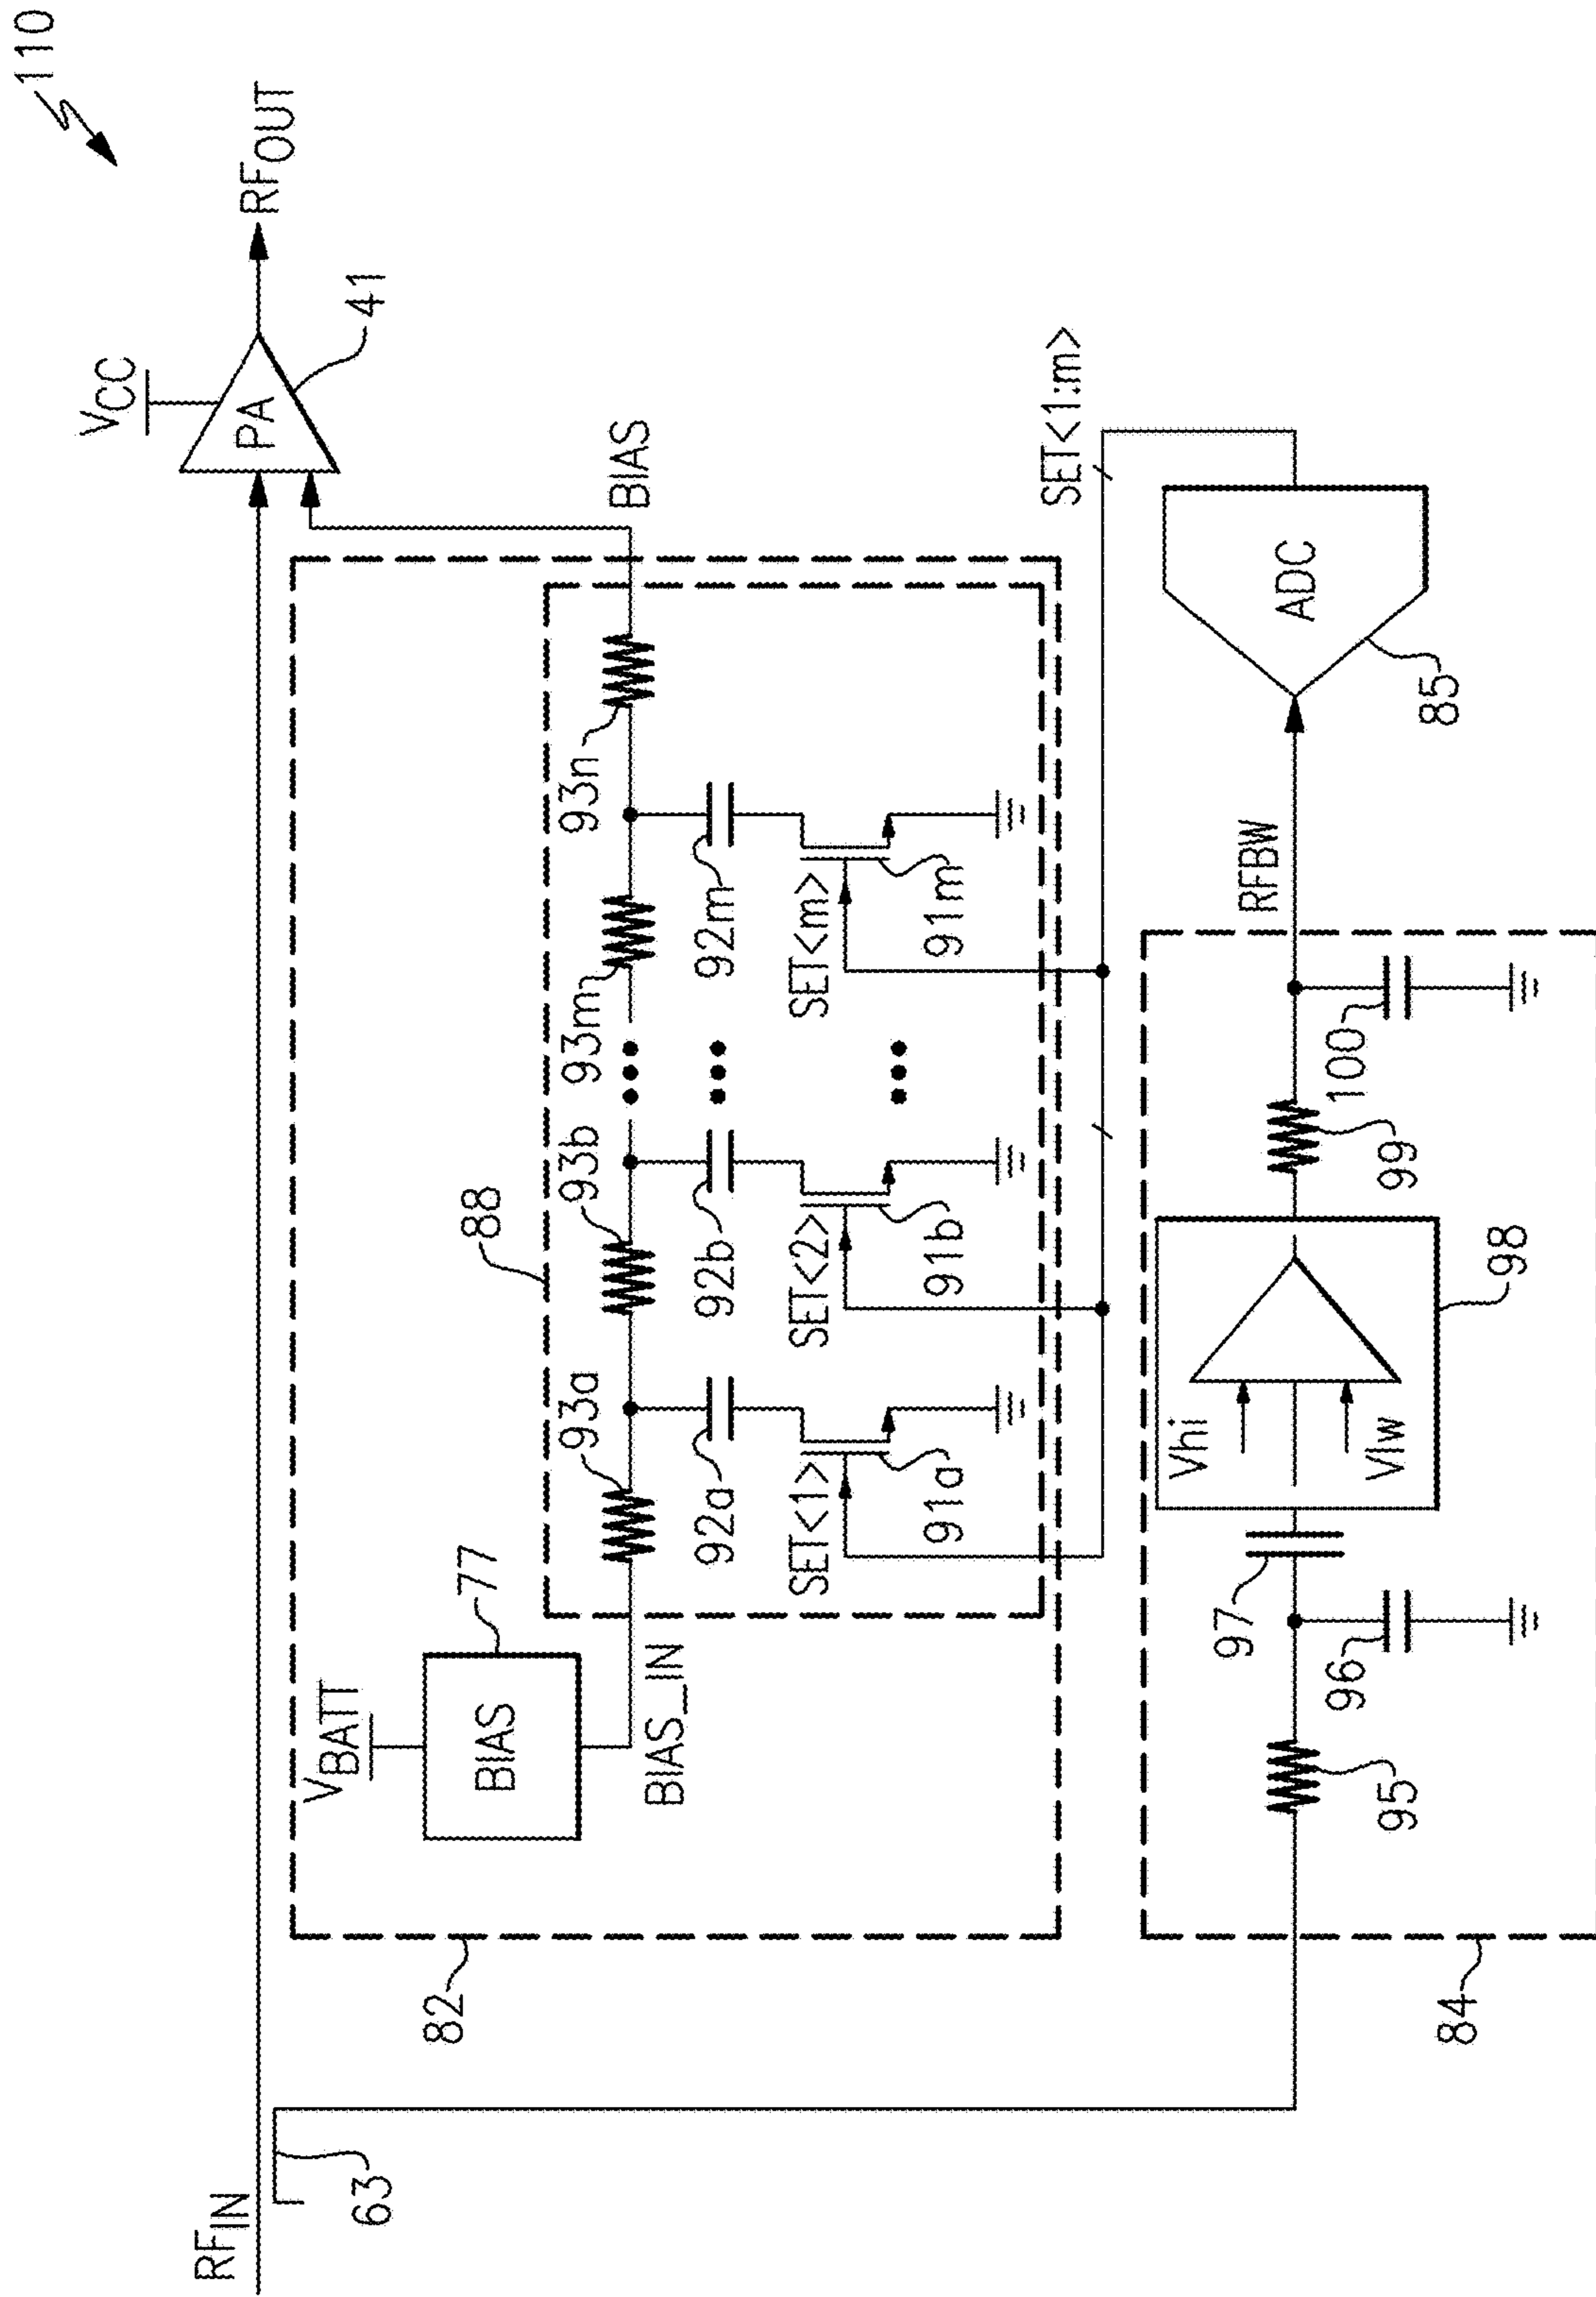 110
RFIN
63
VCC
PA
41
RFOUT
82
VBATT
BIAS
77
BIAS_IN
88
93a
93b
93m
93n
BIAS
92a
92b
92m
SET<1>
SET<2>
SET<m>
91a
91b
91m
SET<1:m>
84
95
96
97
Vhi
Vlw
98
99
100
RFBW
ADC
85